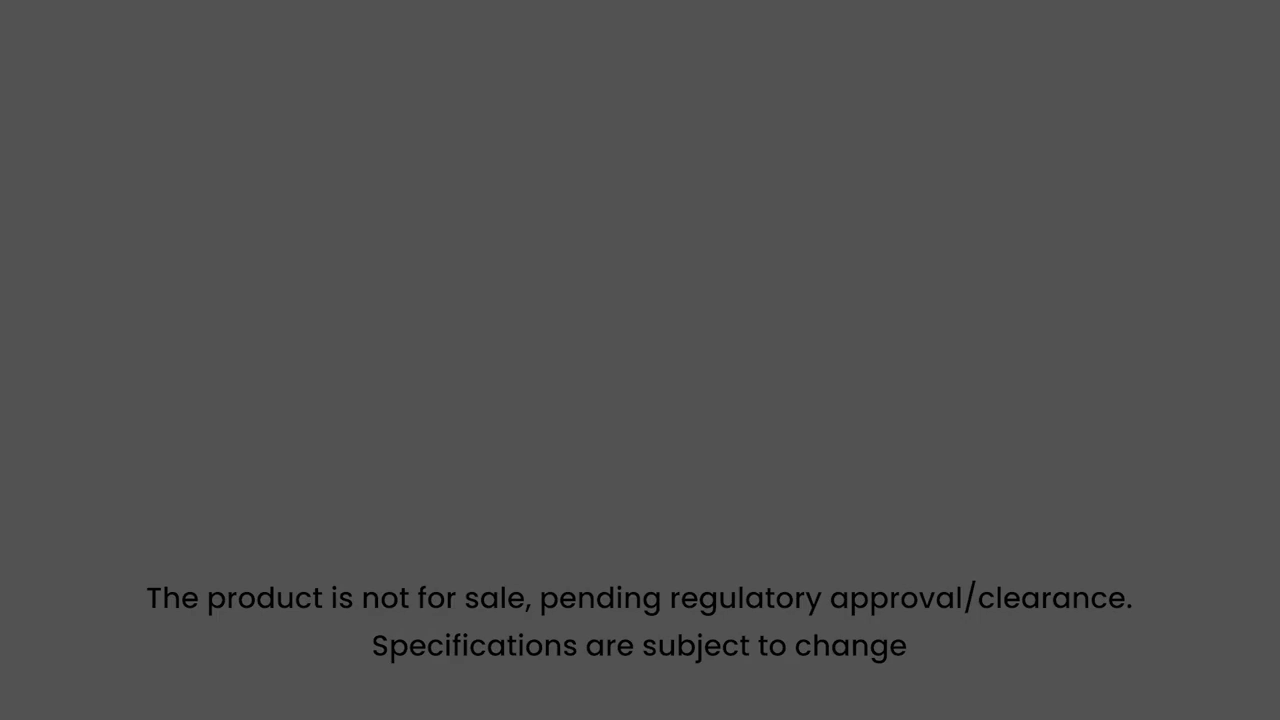 The product is not for sale, pending regulatory approval/clearance.
Specifications are subject to change